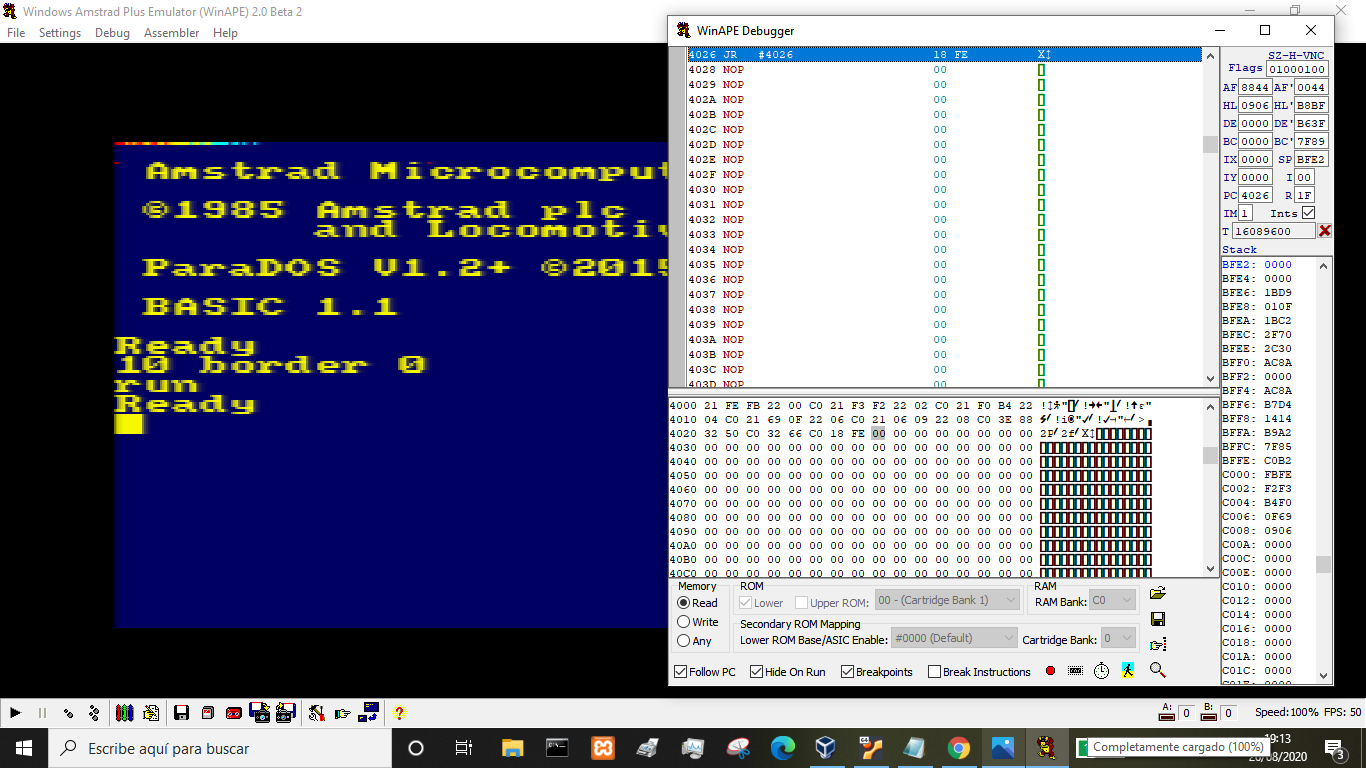 Windows Amstrad Plus Emulator (WinAPE) 2.0 Beta 2
File Settings Debug Assembler Help
Amstrad Microcomput
©1985 Amstrad plc
and Locomotiv
ParaDOS V1.2+ ©2015
BASIC 1.1
Ready
10 border 0
run
Ready
WinAPE Debugger
4026 JR #4026 18 FE
4028 NOP 00
4029 NOP 00
402A NOP 00
402B NOP 00
402C NOP 00
402D NOP 00
402E NOP 00
402F NOP 00
4030 NOP 00
4031 NOP 00
4032 NOP 00
4033 NOP 00
4034 NOP 00
4035 NOP 00
4036 NOP 00
4037 NOP 00
4038 NOP 00
4039 NOP 00
403A NOP 00
403B NOP 00
403C NOP 00
403D NOP 00
SZ-H-VNC
Flags 01000100
AF 8844 AF' 0044
HL 0906 HL' B8BF
DE 0000 DE' B63F
BC 0000 BC' 7F89
IX 0000 SP BFE2
IY 0000 I 00
PC 4026 R 1F
IM 1 Ints
T 16089600
Stack
BFE2: 0000
BFE4: 0000
BFE6: 1BD9
BFE8: 010F
BFEA: 1BC2
BFEC: 2F70
BFEE: 2C30
BFF0: AC8A
BFF2: 0000
BFF4: AC8A
BFF6: B7D4
BFF8: 1414
BFFA: B9A2
BFFC: 7F85
BFFE: C0B2
C000: FBFE
C002: F2F3
C004: B4F0
C006: 0F69
C008: 0906
C00A: 0000
C00C: 0000
C00E: 0000
C010: 0000
C012: 0000
C014: 0000
C016: 0000
C018: 0000
C01A: 0000
C01C: 0000
C01E: 0000
4000 21 FE FB 22 00 C0 21 F3 F2 22 02 C0 21 F0 B4 22
4010 04 C0 21 69 0F 22 06 C0 21 06 09 22 08 C0 3E 88
4020 32 50 C0 32 66 C0 18 FE 00 00 00 00 00 00 00 00
4030 00 00 00 00 00 00 00 00 00 00 00 00 00 00 00 00
4040 00 00 00 00 00 00 00 00 00 00 00 00 00 00 00 00
4050 00 00 00 00 00 00 00 00 00 00 00 00 00 00 00 00
4060 00 00 00 00 00 00 00 00 00 00 00 00 00 00 00 00
4070 00 00 00 00 00 00 00 00 00 00 00 00 00 00 00 00
4080 00 00 00 00 00 00 00 00 00 00 00 00 00 00 00 00
4090 00 00 00 00 00 00 00 00 00 00 00 00 00 00 00 00
40A0 00 00 00 00 00 00 00 00 00 00 00 00 00 00 00 00
40B0 00 00 00 00 00 00 00 00 00 00 00 00 00 00 00 00
40C0 00 00 00 00 00 00 00 00 00 00 00 00 00 00 00 00
Memory
Read
Write
Any
ROM
Lower Upper ROM: 00 - (Cartridge Bank 1)
RAM
RAM Bank: C0
Secondary ROM Mapping
Lower ROM Base/ASIC Enable: #0000 (Default) Cartridge Bank: 0
Follow PC Hide On Run Breakpoints Break Instructions
A: 0 B: 0 Speed:100% FPS: 50
Escribe aquí para buscar
Completamente cargado (100%)
19:13
20/08/2020
3